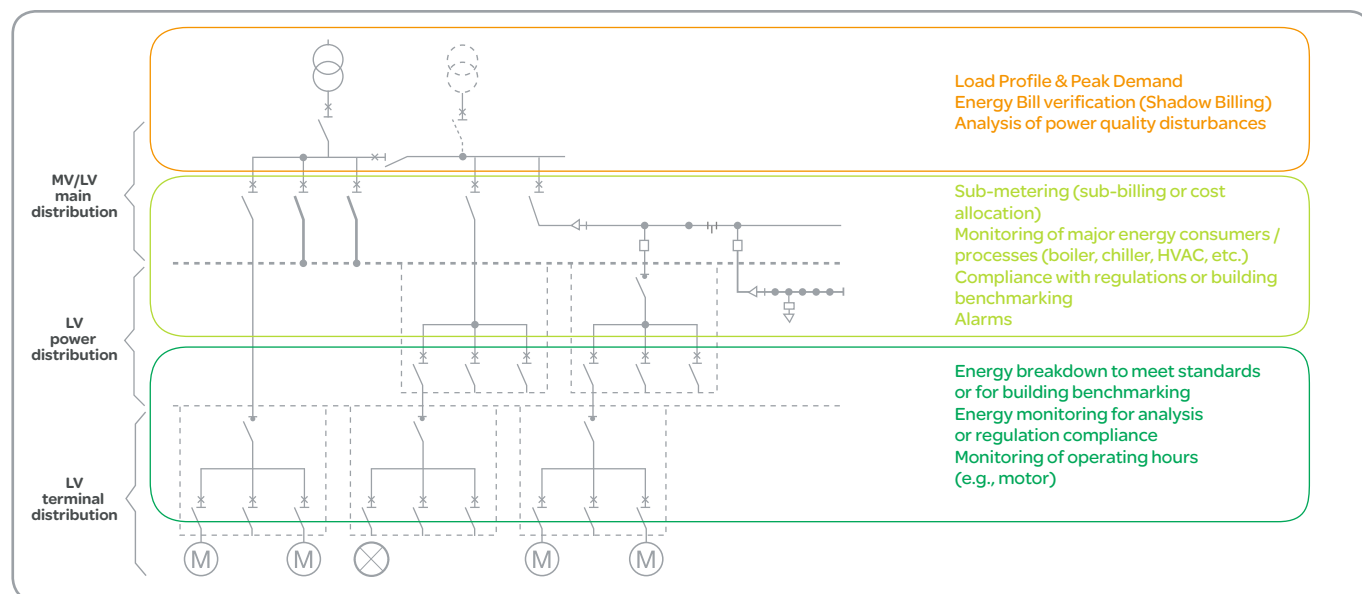 Load Profile & Peak Demand
Energy Bill verification (Shadow Billing)
Analysis of power quality disturbances
MV/LV
main
distribution
Sub-metering (sub-billing or cost
allocation)
Monitoring of major energy consumers /
processes (boiler, chiller, HVAC, etc.)
Compliance with regulations or building
benchmarking
Alarms
LV
power
distribution
Energy breakdown to meet standards
or for building benchmarking
Energy monitoring for analysis
or regulation compliance
Monitoring of operating hours
(e.g., motor)
LV
terminal
distribution
M
M
M
M